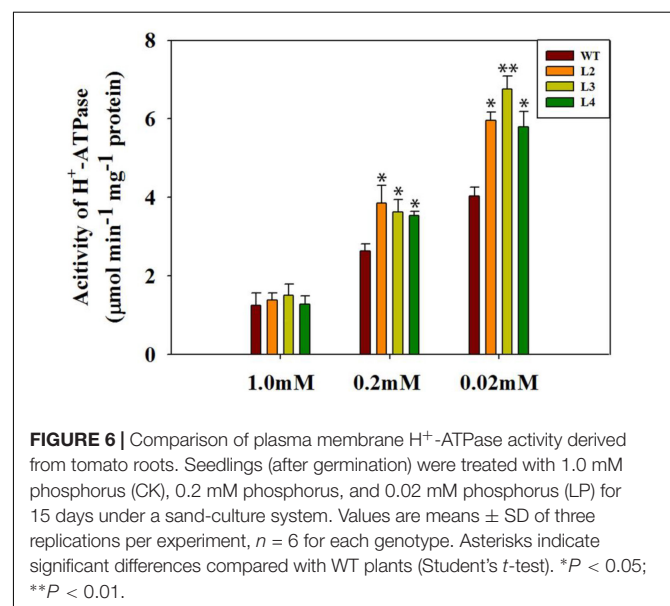 8
6
4
2
0
Acitivity of H⁺-ATPase
(μmol min⁻¹ mg⁻¹ protein)
WT
L2
L3
L4
* * *
* ** *
1.0mM 0.2mM 0.02mM
FIGURE 6 | Comparison of plasma membrane H⁺-ATPase activity derived
from tomato roots. Seedlings (after germination) were treated with 1.0 mM
phosphorus (CK), 0.2 mM phosphorus, and 0.02 mM phosphorus (LP) for
15 days under a sand-culture system. Values are means ± SD of three
replications per experiment, n = 6 for each genotype. Asterisks indicate
significant differences compared with WT plants (Student's t-test). *P < 0.05;
**P < 0.01.